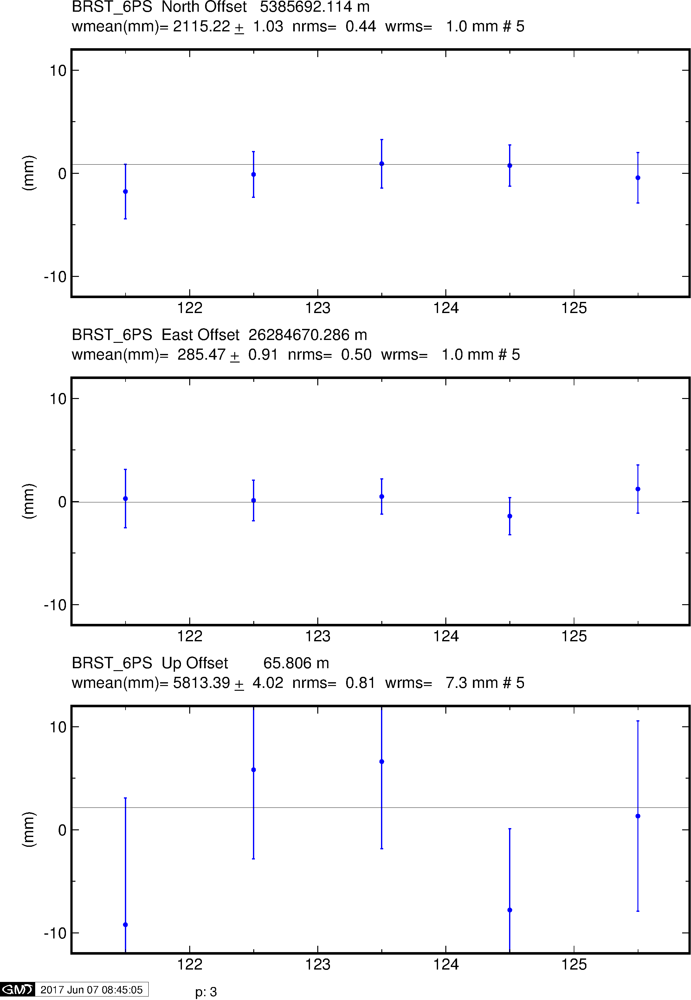 BRST_6PS North Offset 5385692.114 m
wmean(mm)= 2115.22 ± 1.03 nrms= 0.44 wrms= 1.0 mm # 5
10
0
-10
(mm)
122 123 124 125
BRST_6PS East Offset 26284670.286 m
wmean(mm)= 285.47 ± 0.91 nrms= 0.50 wrms= 1.0 mm # 5
10
0
-10
(mm)
122 123 124 125
BRST_6PS Up Offset 65.806 m
wmean(mm)= 5813.39 ± 4.02 nrms= 0.81 wrms= 7.3 mm # 5
10
0
-10
(mm)
122 123 124 125
GMT 2017 Jun 07 08:45:05 p: 3